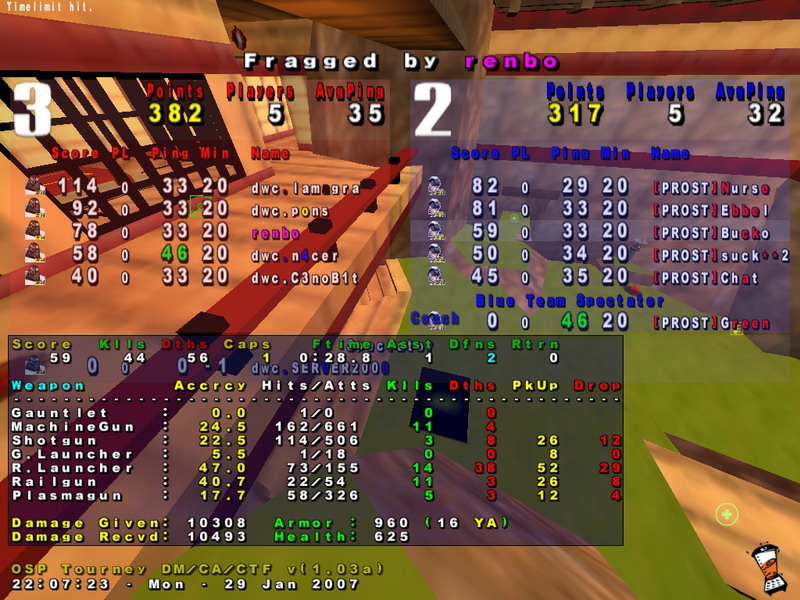 Timelimit hit.
Fragged by renbo
3 Points Players AvgPing
382 5 35
Score PL Ping Min Name
114 0 33 20 dwc.lamagra
92 0 33 20 dwc.pons
78 0 33 20 renbo
58 0 46 20 dwc.n4cer
40 0 33 20 dwc.C3noB1t
2 Points Players AvgPing
317 5 32
Score PL Ping Min Name
82 0 29 20 [PROST]Nurse
81 0 33 20 [PROST]Ebbel
59 0 33 20 [PROST]Bucko
50 0 34 20 [PROST]suck**2
45 0 35 20 [PROST]Chat
Blue Team Spectator
Coach 0 46 20 [PROST]Green
Score Klls Dths Caps Ftime Asst Dfns Rtrn
59 44 56 1 0:28.8 1 2 0
0 0 -1 dwc.SERVER2000
Weapon Accrcy Hits/Atts Klls Dths PkUp Drop
Gauntlet : 0.0 1/0 0 0
MachineGun : 24.5 162/661 11 4
Shotgun : 22.5 114/506 3 8 26 12
G.Launcher : 5.5 1/18 0 0 8 0
R.Launcher : 47.0 73/155 14 38 52 29
Railgun : 40.7 22/54 11 3 26 8
Plasmagun : 17.7 58/326 5 3 12 4
Damage Given: 10308 Armor : 960 (16 YA)
Damage Recvd: 10493 Health: 625
OSP Tourney DM/CA/CTF v(1.03a)
22:07:23 - Mon - 29 Jan 2007